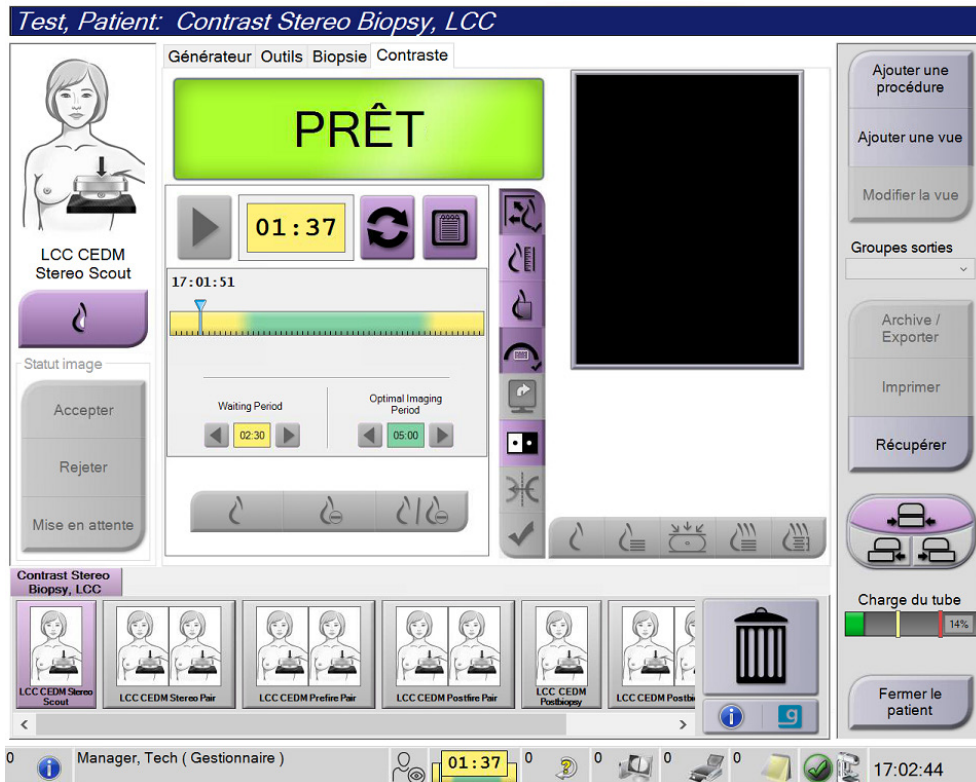 Test, Patient: Contrast Stereo Biopsy, LCC
Générateur Outils Biopsie Contraste
PRÊT
01:37
17:01:51
Waiting Period
Optimal Imaging
Period
02:30
05:00
LCC CEDM
Stereo Scout
Statut image
Accepter
Rejeter
Mise en attente
Ajouter une
procédure
Ajouter une vue
Modifier la vue
Groupes sorties
Archive /
Exporter
Imprimer
Récupérer
Charge du tube
14%
Fermer le
patient
Contrast Stereo
Biopsy, LCC
LCC CEDM Stereo
Scout
LCC CEDM Stereo Pair
LCC CEDM Prefire Pair
LCC CEDM Postfire Pair
LCC CEDM
Postbiopsy
LCC CEDM Postbi
0 Manager, Tech ( Gestionnaire ) 01:37 0 0 0 0 17:02:44